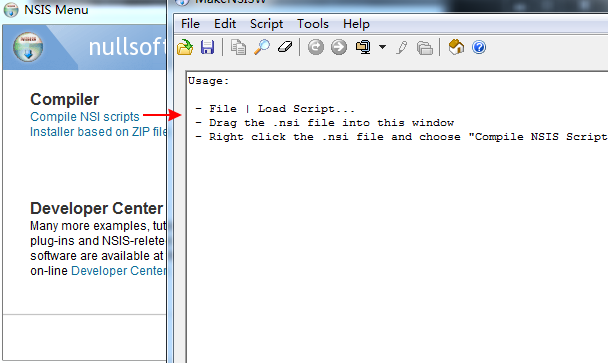 NSIS Menu
nullsoft
Compiler
Compile NSI scripts
Installer based on ZIP file
Developer Center
Many more examples, tut
plug-ins and NSIS-relete
software are available at
on-line Developer Center
MakeNSISW
File Edit Script Tools Help
Usage:
- File | Load Script...
- Drag the .nsi file into this window
- Right click the .nsi file and choose "Compile NSIS Script